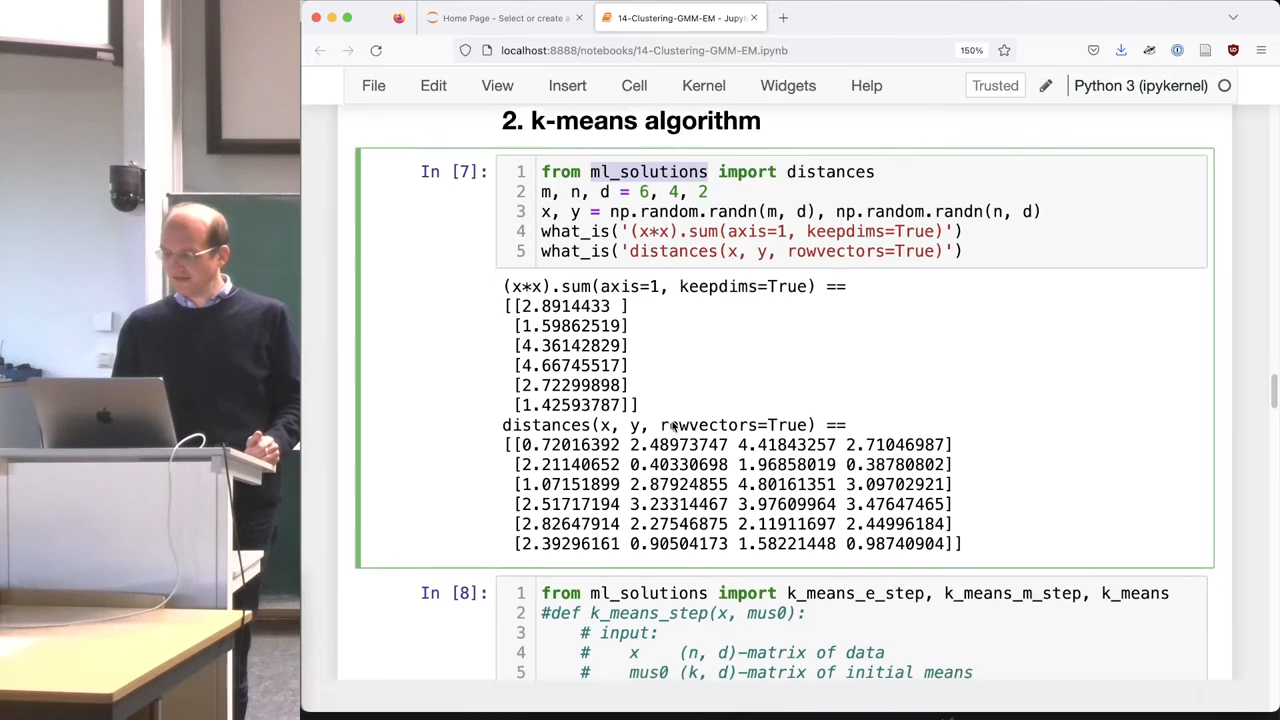 Home Page - Select or create a
14-Clustering-GMM-EM - Jupyt
localhost:8888/notebooks/14-Clustering-GMM-EM.ipynb
150%
File Edit View Insert Cell Kernel Widgets Help
Trusted
Python 3 (ipykernel)
2. k-means algorithm
In [7]:
1 from ml_solutions import distances
2 m, n, d = 6, 4, 2
3 x, y = np.random.randn(m, d), np.random.randn(n, d)
4 what_is('(x*x).sum(axis=1, keepdims=True)')
5 what_is('distances(x, y, rowvectors=True)')
(x*x).sum(axis=1, keepdims=True) ==
[[2.8914433 ]
[1.59862519]
[4.36142829]
[4.66745517]
[2.72299898]
[1.42593787]]
distances(x, y, rowvectors=True) ==
[[0.72016392 2.48973747 4.41843257 2.71046987]
[2.21140652 0.40330698 1.96858019 0.38780802]
[1.07151899 2.87924855 4.80161351 3.09702921]
[2.51717194 3.23314467 3.97609964 3.47647465]
[2.82647914 2.27546875 2.11911697 2.44996184]
[2.39296161 0.90504173 1.58221448 0.98740904]]
In [8]:
1 from ml_solutions import k_means_e_step, k_means_m_step, k_means
2 #def k_means_step(x, mus0):
3 # input:
4 # x (n, d)-matrix of data
5 # mus0 (k, d)-matrix of initial means